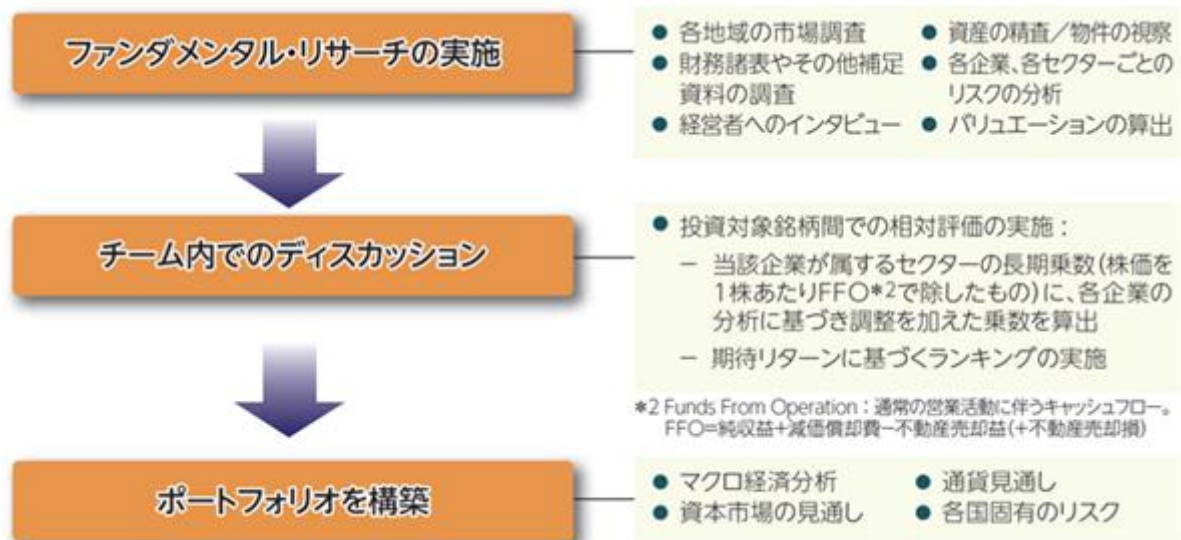 ファンダメンタル・リサーチの実施
● 各地域の市場調査
● 財務諸表やその他補足
資料の調査
● 経営者へのインタビュー
● 資産の精査／物件の視察
● 各企業、各セクターごとの
リスクの分析
● バリュエーションの算出
チーム内でのディスカッション
● 投資対象銘柄間での相対評価の実施：
− 当該企業が属するセクターの長期乗数(株価を
1株あたりFFO*2で除したもの)に、各企業の
分析に基づき調整を加えた乗数を算出
− 期待リターンに基づくランキングの実施
*2 Funds From Operation：通常の営業活動に伴うキャッシュフロー。
FFO=純収益+減価償却費−不動産売却益(+不動産売却損)
ポートフォリオを構築
● マクロ経済分析
● 資本市場の見通し
● 通貨見通し
● 各国固有のリスク